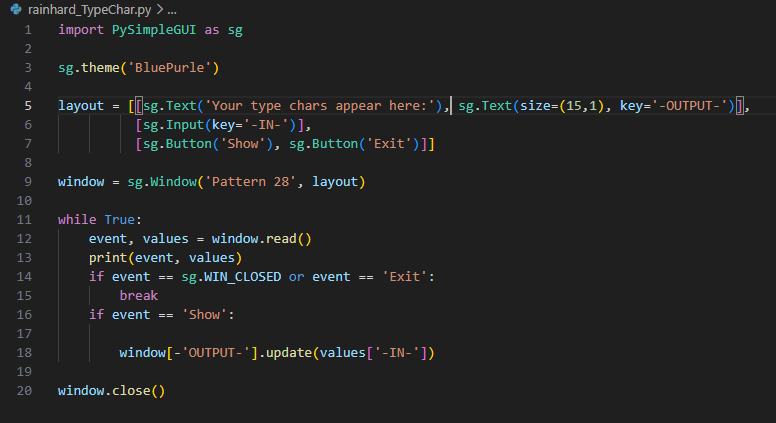 rainhard_TypeChar.py > ...
1 import PySimpleGUI as sg
2
3 sg.theme('BluePurle')
4
5 layout = [[sg.Text('Your type chars appear here:'), sg.Text(size=(15,1), key='-OUTPUT-')],
6           [sg.Input(key='-IN-')],
7           [sg.Button('Show'), sg.Button('Exit')]]
8
9 window = sg.Window('Pattern 28', layout)
10
11 while True:
12     event, values = window.read()
13     print(event, values)
14     if event == sg.WIN_CLOSED or event == 'Exit':
15         break
16     if event == 'Show':
17
18         window[-'OUTPUT-'].update(values['-IN-'])
19
20 window.close()